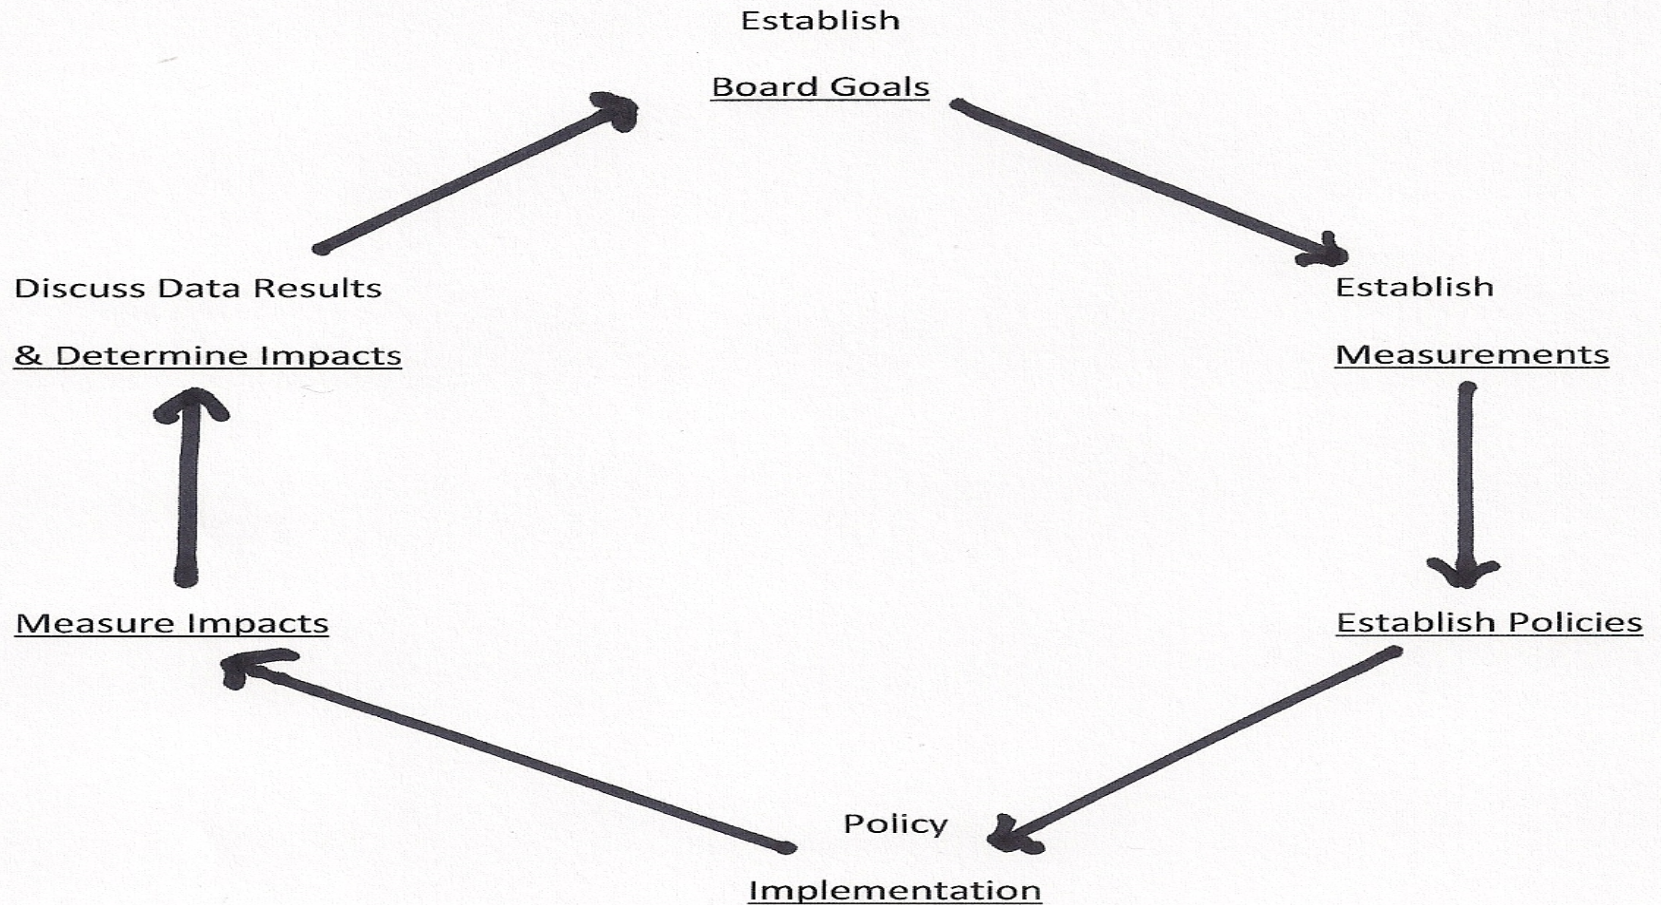 Establish
Board Goals
Discuss Data Results
& Determine Impacts
Establish
Measurements
Measure Impacts
Establish Policies
Policy
Implementation